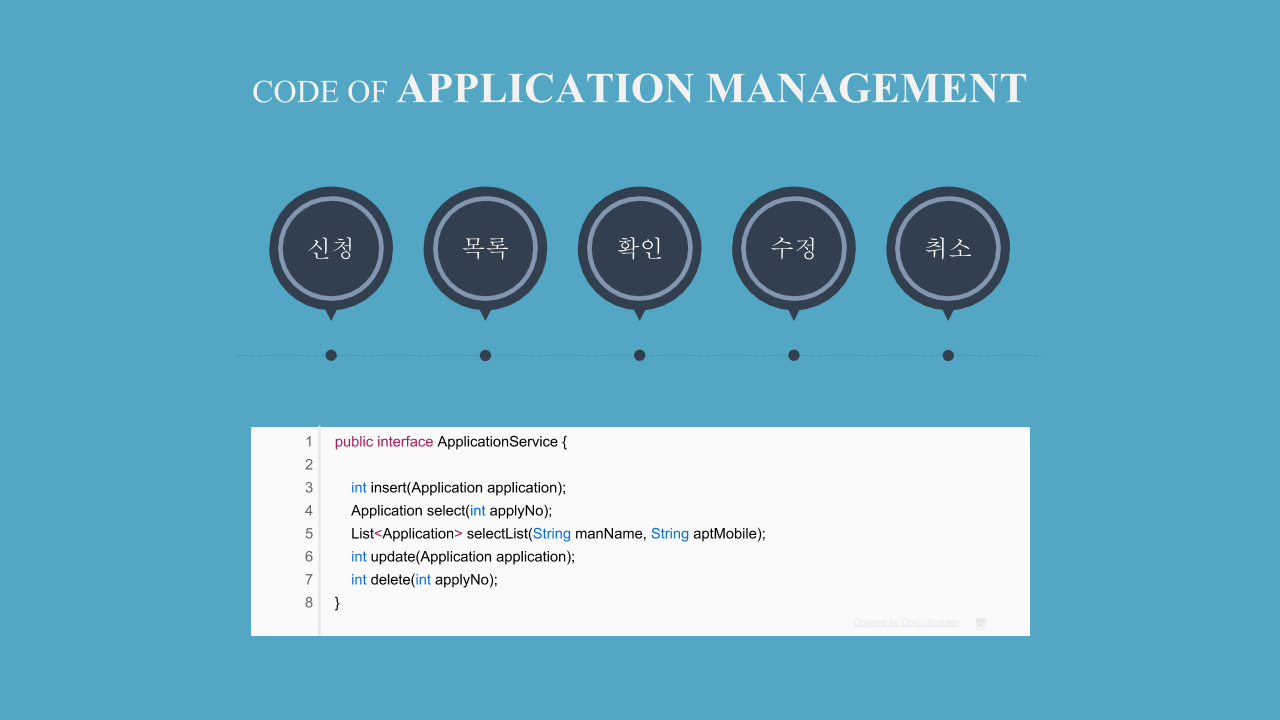 CODE OF APPLICATION MANAGEMENT
신청 목록 확인 수정 취소
1 public interface ApplicationService {
2
3 int insert(Application application);
4 Application select(int applyNo);
5 List<Application> selectList(String manName, String aptMobile);
6 int update(Application application);
7 int delete(int applyNo);
8 }
Colored by Color Scripter